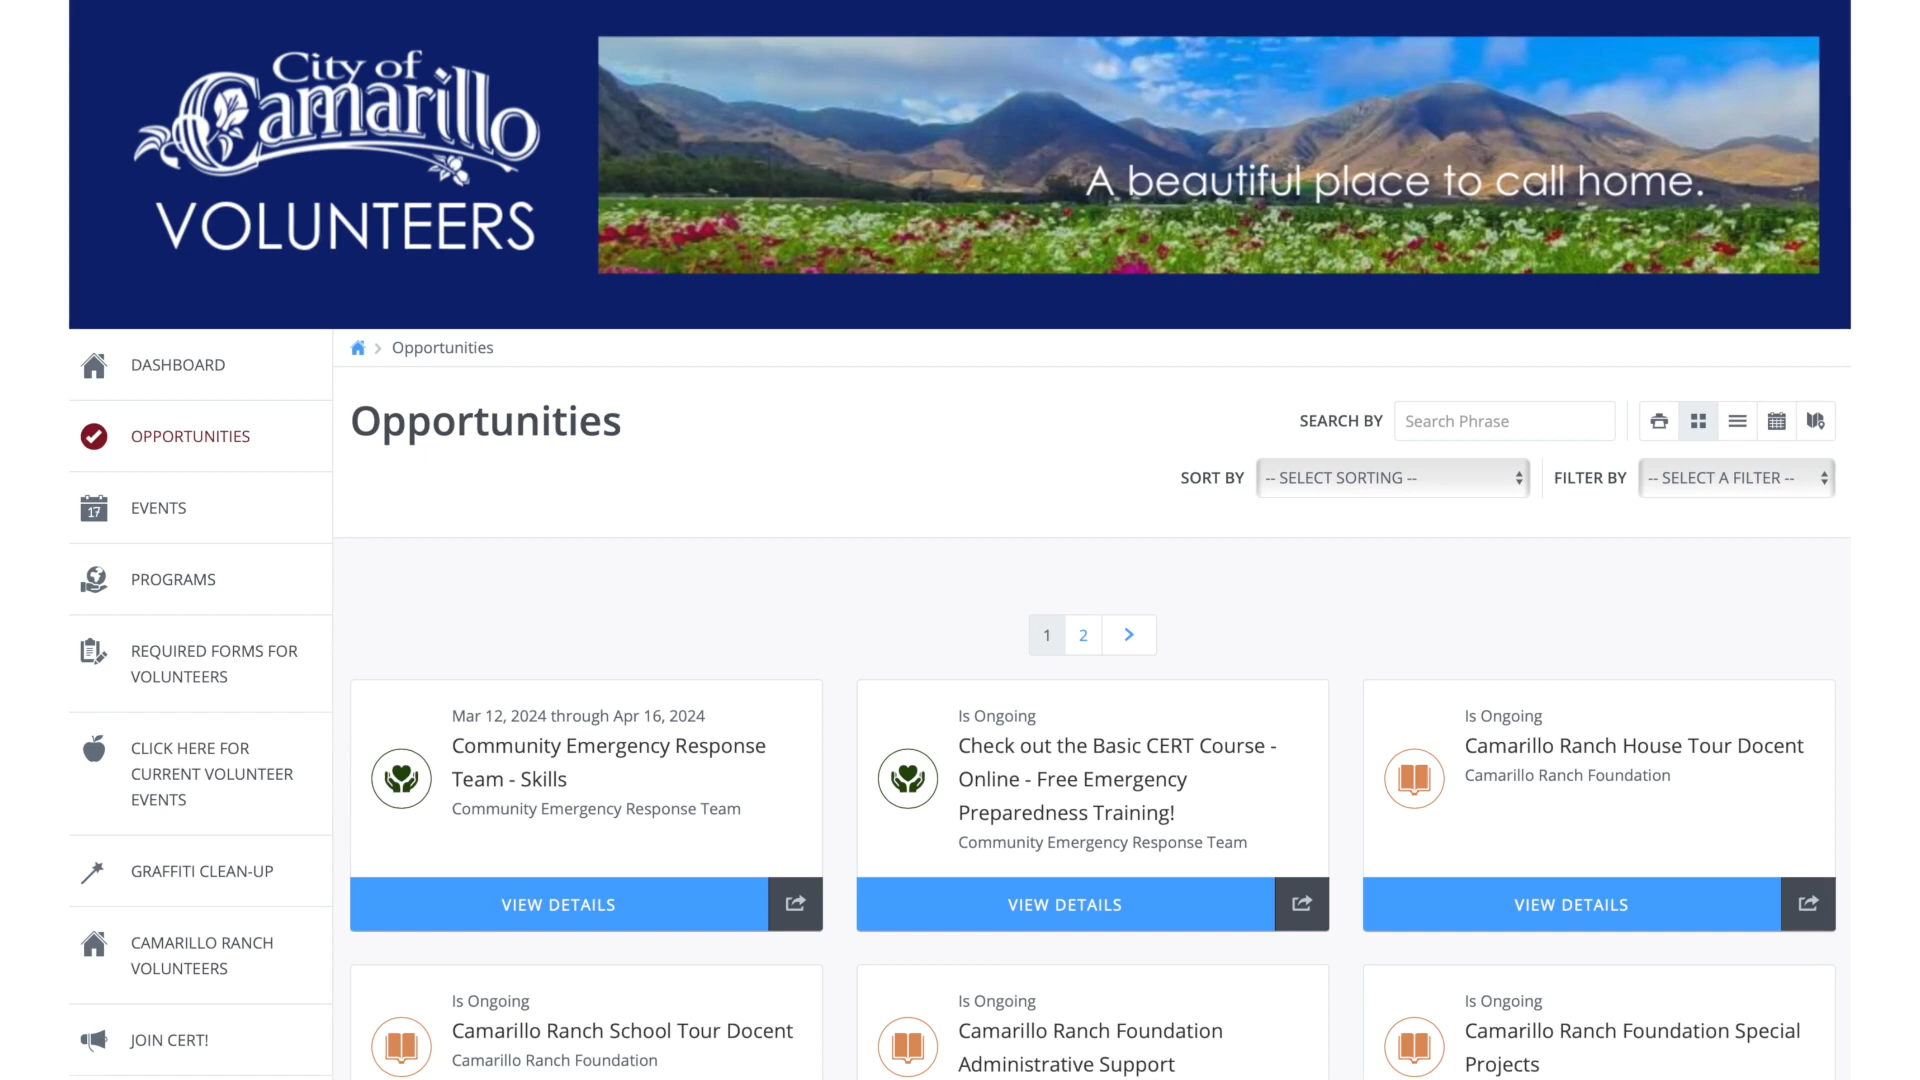 City of
Camarillo
VOLUNTEERS
A beautiful place to call home.
DASHBOARD
OPPORTUNITIES
17
EVENTS
PROGRAMS
REQUIRED FORMS FOR
VOLUNTEERS
CLICK HERE FOR
CURRENT VOLUNTEER
EVENTS
GRAFFITI CLEAN-UP
CAMARILLO RANCH
VOLUNTEERS
JOIN CERT!
Opportunities
Opportunities
SEARCH BY
Search Phrase
SORT BY
-- SELECT SORTING --
FILTER BY
-- SELECT A FILTER --
1
2
Mar 12, 2024 through Apr 16, 2024
Community Emergency Response
Team - Skills
Community Emergency Response Team
VIEW DETAILS
Is Ongoing
Check out the Basic CERT Course -
Online - Free Emergency
Preparedness Training!
Community Emergency Response Team
VIEW DETAILS
Is Ongoing
Camarillo Ranch House Tour Docent
Camarillo Ranch Foundation
VIEW DETAILS
Is Ongoing
Camarillo Ranch School Tour Docent
Camarillo Ranch Foundation
Is Ongoing
Camarillo Ranch Foundation
Administrative Support
Is Ongoing
Camarillo Ranch Foundation Special
Projects